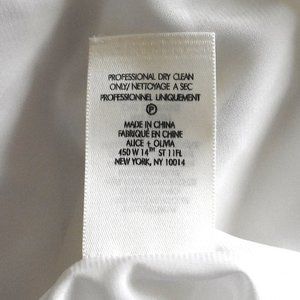 PROFESSIONAL DRY CLEAN
ONLY/ NETTOYAGE A SEC
PROFESSIONNEL UNIQUEMENT
Ⓟ
MADE IN CHINA
FABRIQUÉ EN CHINE
ALICE + OLIVIA
450 W 14TH ST 11FL
NEW YORK, NY 10014